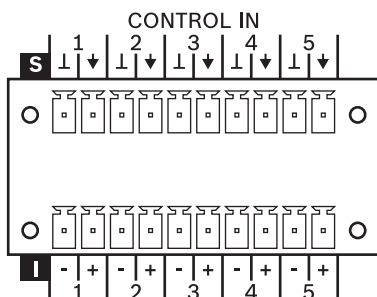 CONTROL IN
1 2 3 4 5
S
I - + - + - + - + - +
1 2 3 4 5